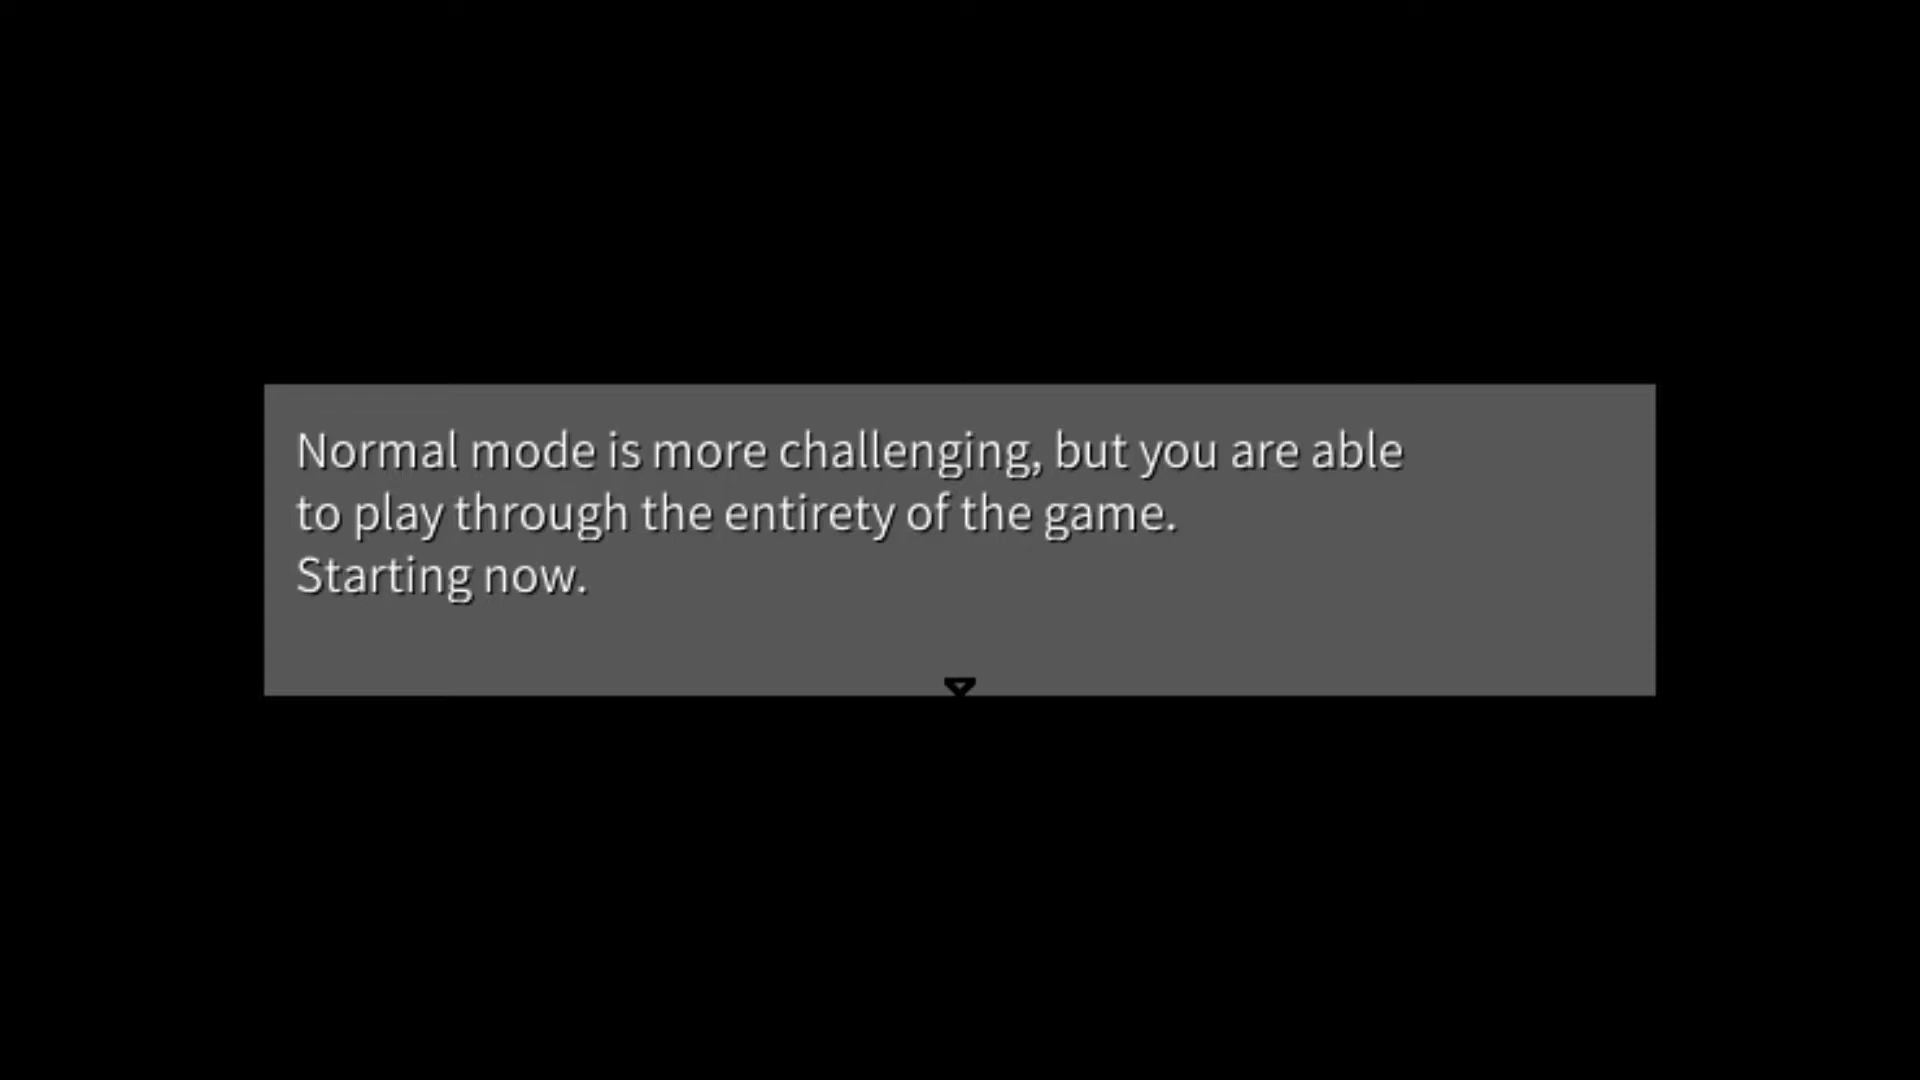 Normal mode is more challenging, but you are able
to play through the entirety of the game.
Starting now.